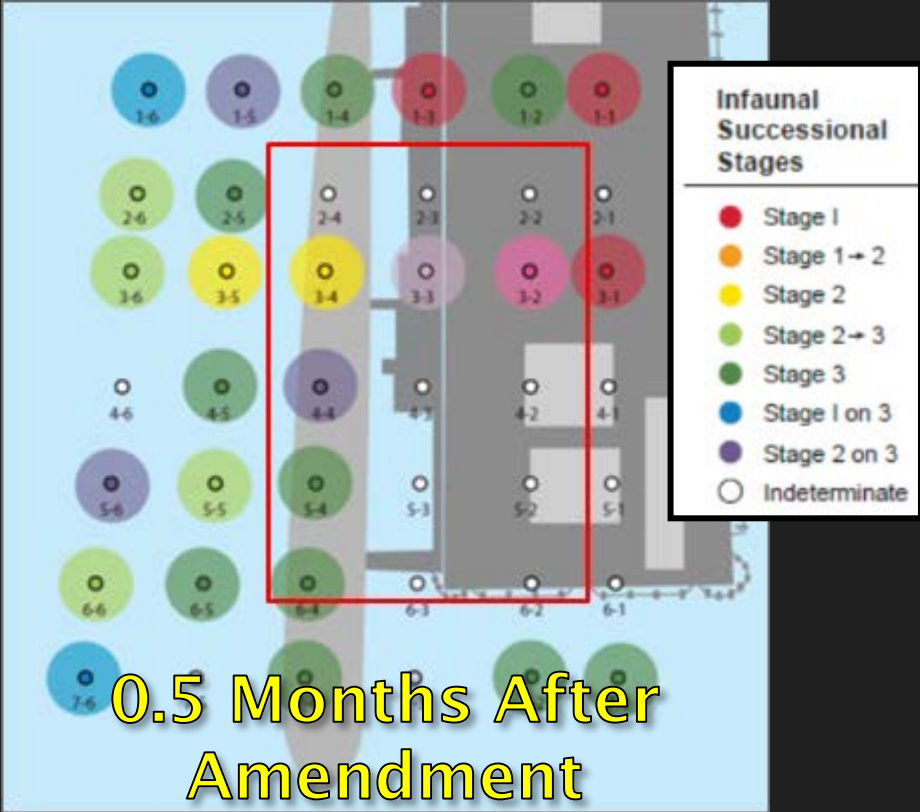 1-6 1-5 1-4 1-3 1-2 1-1
2-6 2-5 2-4 2-3 2-2 2-1
3-6 3-5 3-4 3-3 3-2 3-1
4-6 4-5 4-4 4-3 4-2 4-1
5-6 5-5 5-4 5-3 5-2 5-1
6-6 6-5 6-4 6-3 6-2 6-1
7-6
0.5 Months After
Amendment
Infaunal
Successional
Stages
Stage I
Stage 1→2
Stage 2
Stage 2→3
Stage 3
Stage I on 3
Stage 2 on 3
Indeterminate